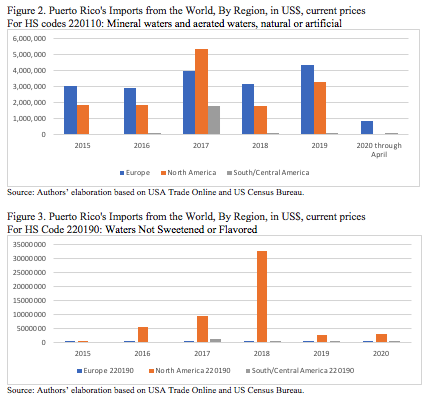 Figure 2. Puerto Rico's Imports from the World, By Region, in US$, current prices
For HS codes 220110: Mineral waters and aerated waters, natural or artificial
6,000,000
5,000,000
4,000,000
3,000,000
2,000,000
1,000,000
0
2015 2016 2017 2018 2019 2020 through
April
Europe North America South/Central America
Source: Authors' elaboration based on USA Trade Online and US Census Bureau.
Figure 3. Puerto Rico's Imports from the World, By Region, in US$, current prices
For HS Code 220190: Waters Not Sweetened or Flavored
35000000
30000000
25000000
20000000
15000000
10000000
5000000
0
2015 2016 2017 2018 2019 2020
Europe 220190 North America 220190 South/Central America 220190
Source: Authors' elaboration based on USA Trade Online and US Census Bureau.